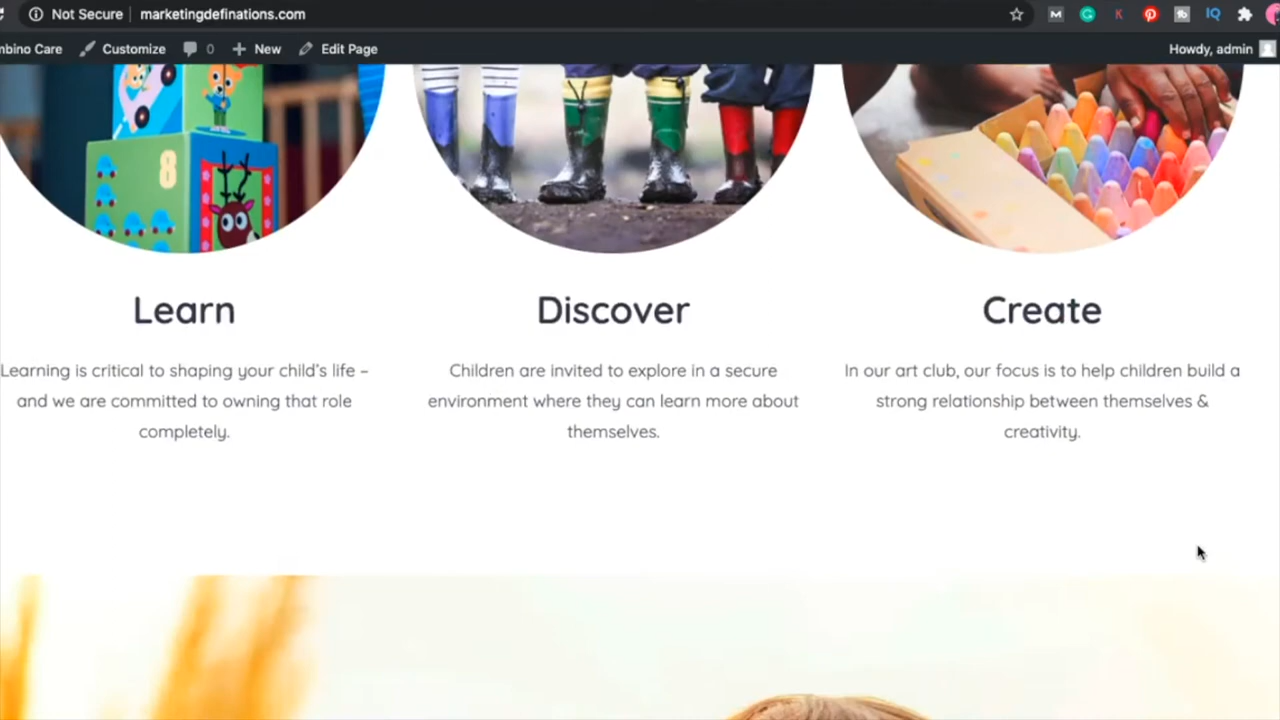 Not Secure marketingdefinations.com
mbino Care Customize 0 New Edit Page Howdy, admin
8
Learn
Learning is critical to shaping your child's life –
and we are committed to owning that role
completely.
Discover
Children are invited to explore in a secure
environment where they can learn more about
themselves.
Create
In our art club, our focus is to help children build a
strong relationship between themselves &
creativity.